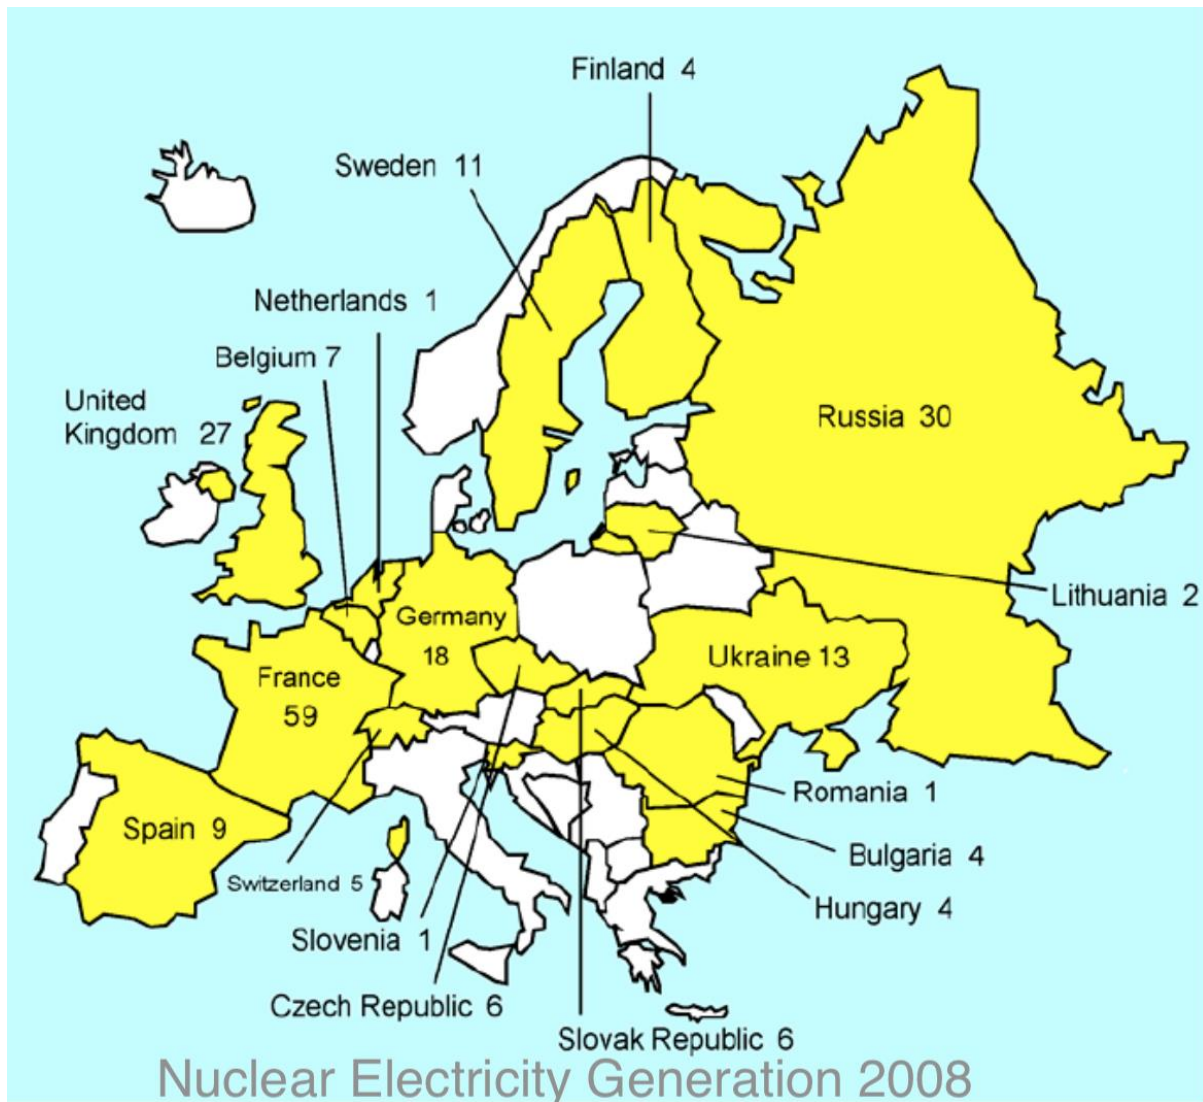 Finland 4
Sweden 11
Netherlands 1
Belgium 7
United
Kingdom 27
Russia 30
Lithuania 2
Germany
18
Ukraine 13
France
59
Romania 1
Spain 9
Bulgaria 4
Switzerland 5
Hungary 4
Slovenia 1
Czech Republic 6
Slovak Republic 6
Nuclear Electricity Generation 2008